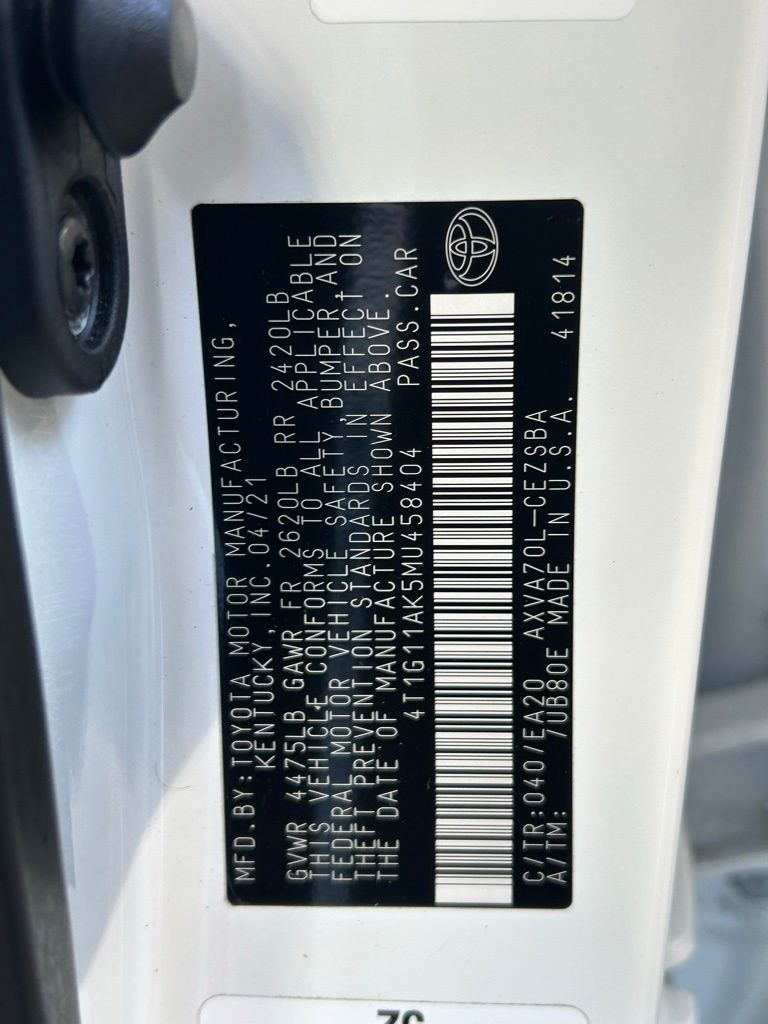 MFD.BY:TOYOTA MOTOR MANUFACTURING,
KENTUCKY, INC.04/21
GVWR 4475LB GAWR FR 2620LB RR 2420LB
THIS VEHICLE CONFORMS TO ALL APPLICABLE
FEDERAL MOTOR VEHICLE SAFETY, BUMPER, AND
THEFT PREVENTION STANDARDS IN EFFECT ON
THE DATE OF MANUFACTURE SHOWN ABOVE.
4T1G11AK5MU458404 PASS.CAR
C/TR:040/EA20 AXVA70L-CEZSBA
A/TM: /UB80E MADE IN U.S.A. 41814